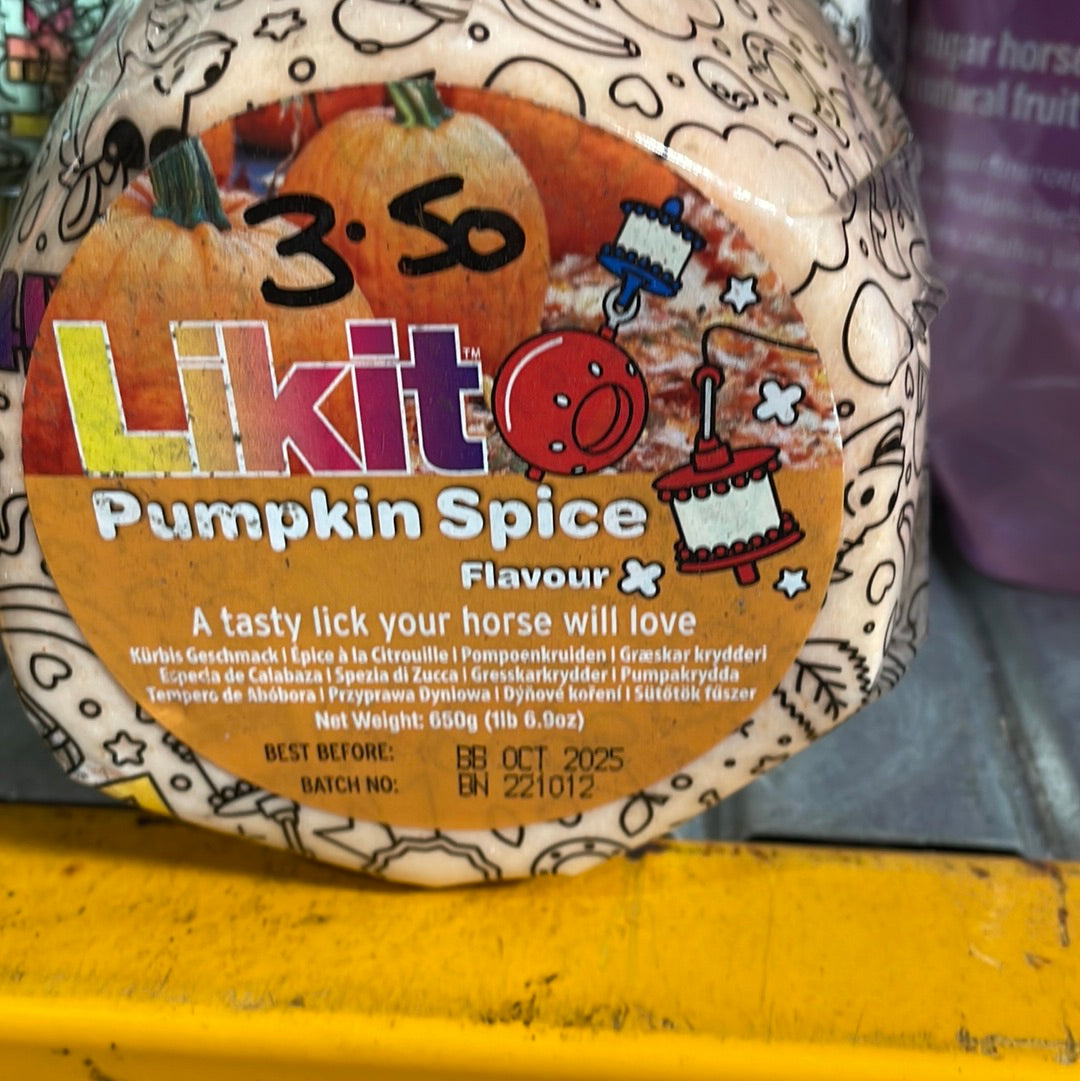 3.50
Likit™
Pumpkin Spice
Flavour
A tasty lick your horse will love
Kürbis Geschmack | Épice à la Citrouille | Pompoenkruiden | Græskar krydderi
Especia de Calabaza | Spezia di Zucca | Gresskarkrydder | Pumpakrydda
Tempero de Abóbora | Przyprawa Dyniowa | Dýňové koření | Sütőtök fűszer
Net Weight: 650g (1lb 6.9oz)
BEST BEFORE: BB OCT 2025
BATCH NO: BN 221012
horse
fruit